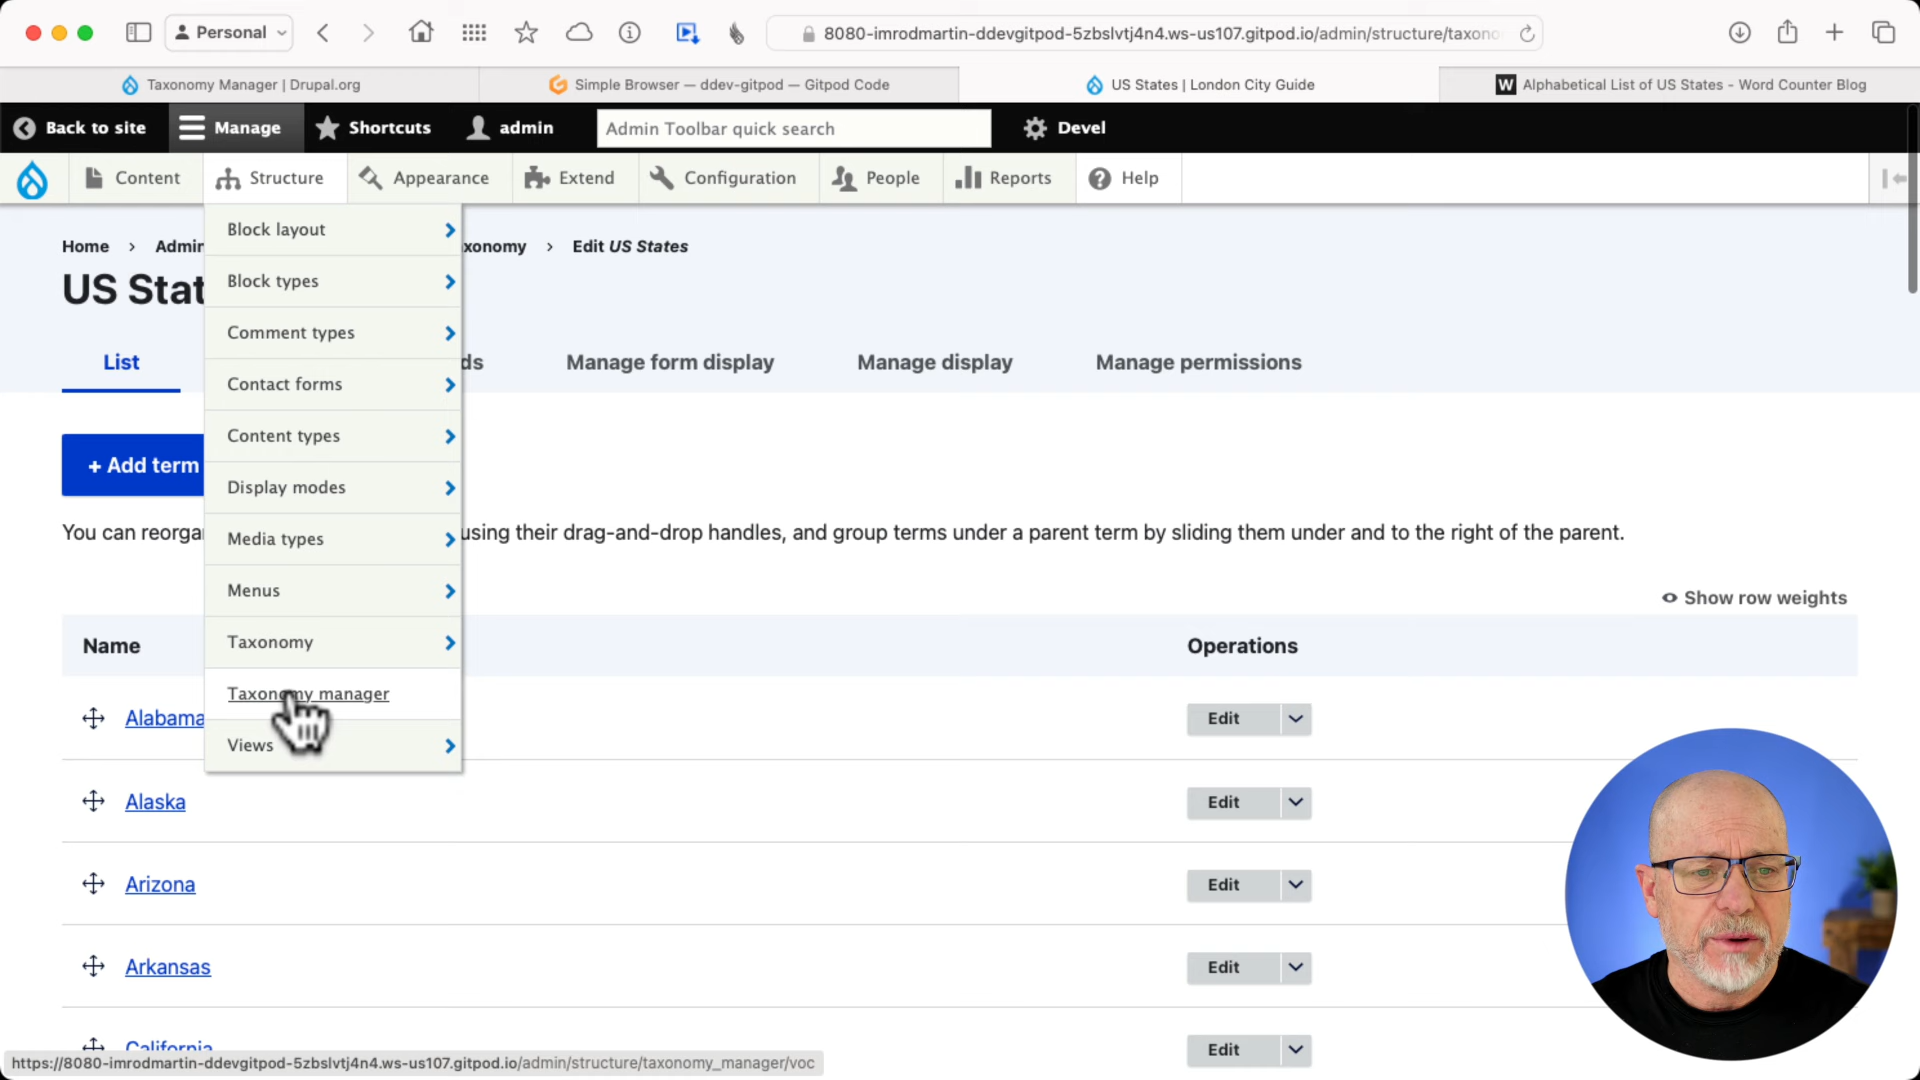 Personal
8080-imrodmartin-ddevgitpod-5zbslvtj4n4.ws-us107.gitpod.io/admin/structure/taxono
Taxonomy Manager | Drupal.org
Simple Browser — ddev-gitpod — Gitpod Code
US States | London City Guide
W Alphabetical List of US States - Word Counter Blog
Back to site
Manage
Shortcuts
admin
Admin Toolbar quick search
Devel
Content
Structure
Appearance
Extend
Configuration
People
Reports
Help
Block layout
Block types
Comment types
Contact forms
Content types
Display modes
Media types
Menus
Taxonomy
Taxonomy manager
Views
Home > Admin xonomy > Edit US States
US Stat
List
ds
Manage form display
Manage display
Manage permissions
+ Add term
You can reorga using their drag-and-drop handles, and group terms under a parent term by sliding them under and to the right of the parent.
Show row weights
Name
Operations
Alabama
Edit
Alaska
Edit
Arizona
Edit
Arkansas
Edit
California
Edit
https://8080-imrodmartin-ddevgitpod-5zbslvtj4n4.ws-us107.gitpod.io/admin/structure/taxonomy_manager/voc